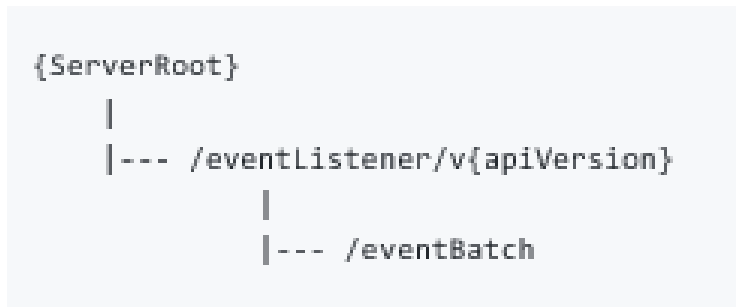 {ServerRoot}
|
|--- /eventListener/v{apiVersion}
|
|--- /eventBatch